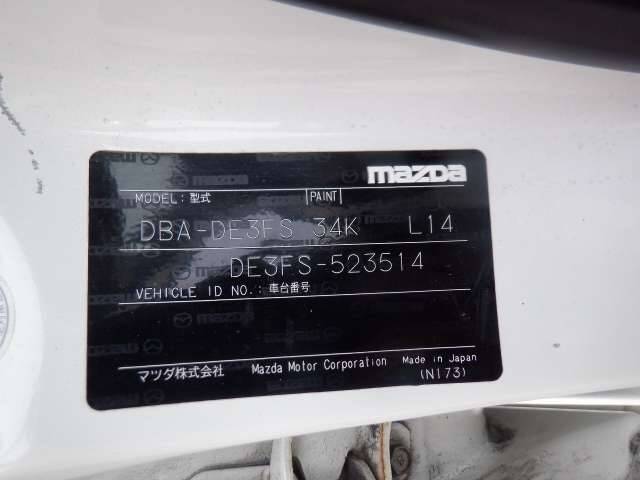 mazda
MODEL: 型式 PAINT
DBA-DE3FS 34K L14
DE3FS-523514
VEHICLE ID NO.: 車台番号
マツダ株式会社 Mazda Motor Corporation Made in Japan
(N173)